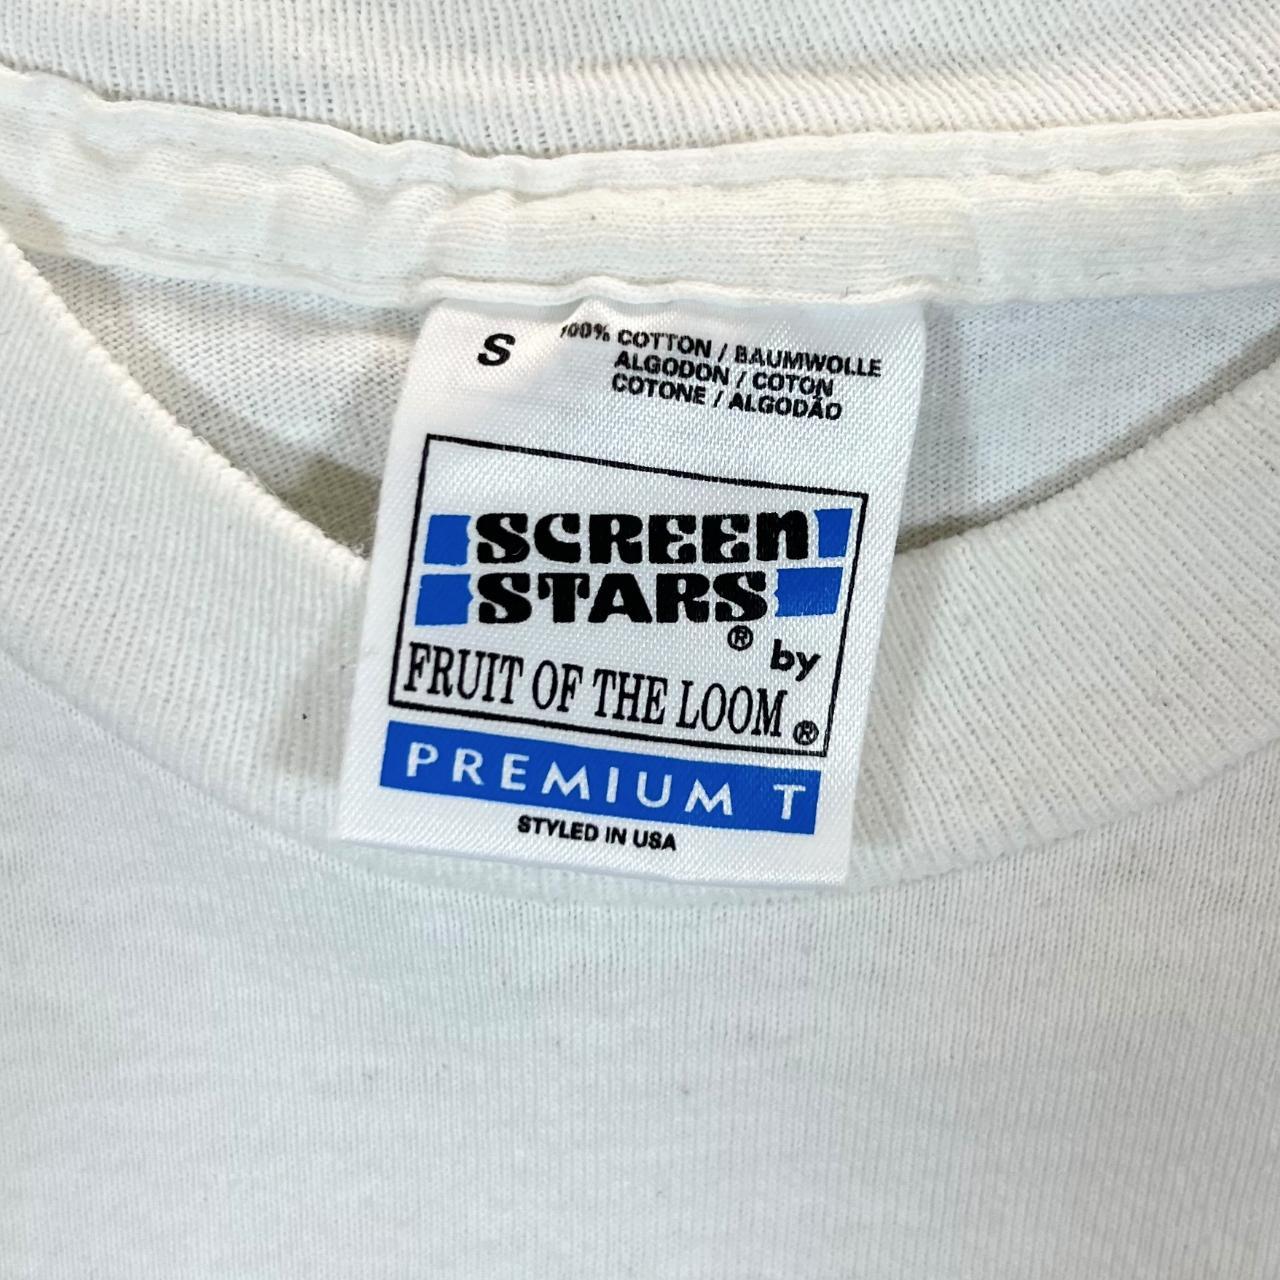 S
100% COTTON / BAUMWOLLE
ALGODON / COTON
COTONE / ALGODÃO
SCREEN
STARS®
by
FRUIT OF THE LOOM®
PREMIUM T
STYLED IN USA